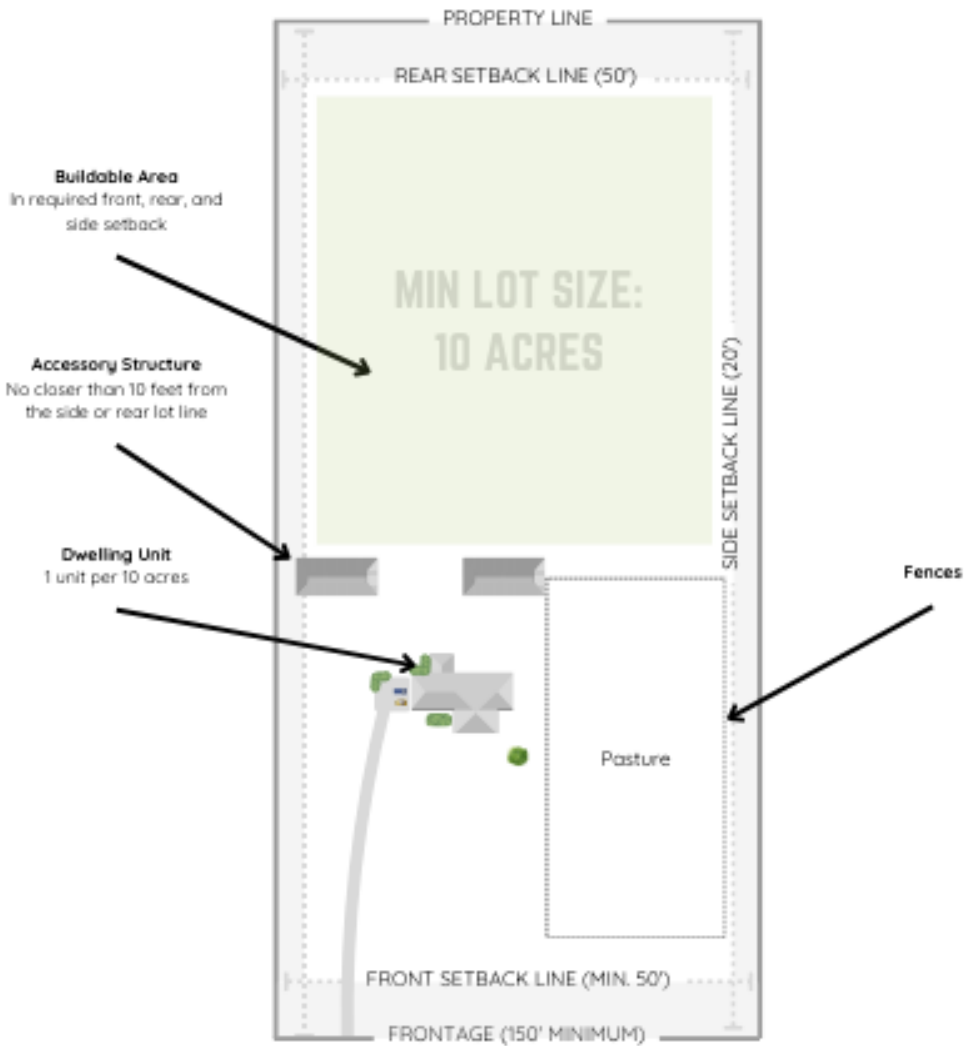 PROPERTY LINE
REAR SETBACK LINE (50')
Buildable Area
In required front, rear, and
side setback
MIN LOT SIZE:
10 ACRES
Accessory Structure
No closer than 10 feet from
the side or rear lot line
SIDE SETBACK LINE (20')
Dwelling Unit
1 unit per 10 acres
Fences
Pasture
FRONT SETBACK LINE (MIN. 50')
FRONTAGE (150' MINIMUM)